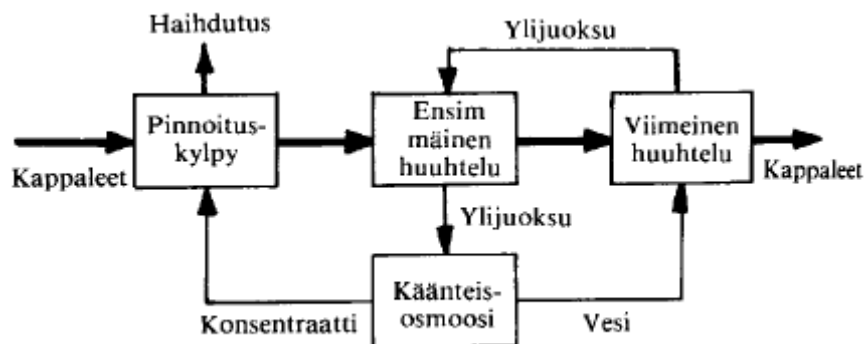 Haihdutus
Ylijuoksu
Pinnoitus-
kylpy
Ensim
mäinen
huuhtelu
Viimeinen
huuhtelu
Kappaleet
Kappaleet
Ylijuoksu
Käänteis-
osmoosi
Konsentraatti
Vesi